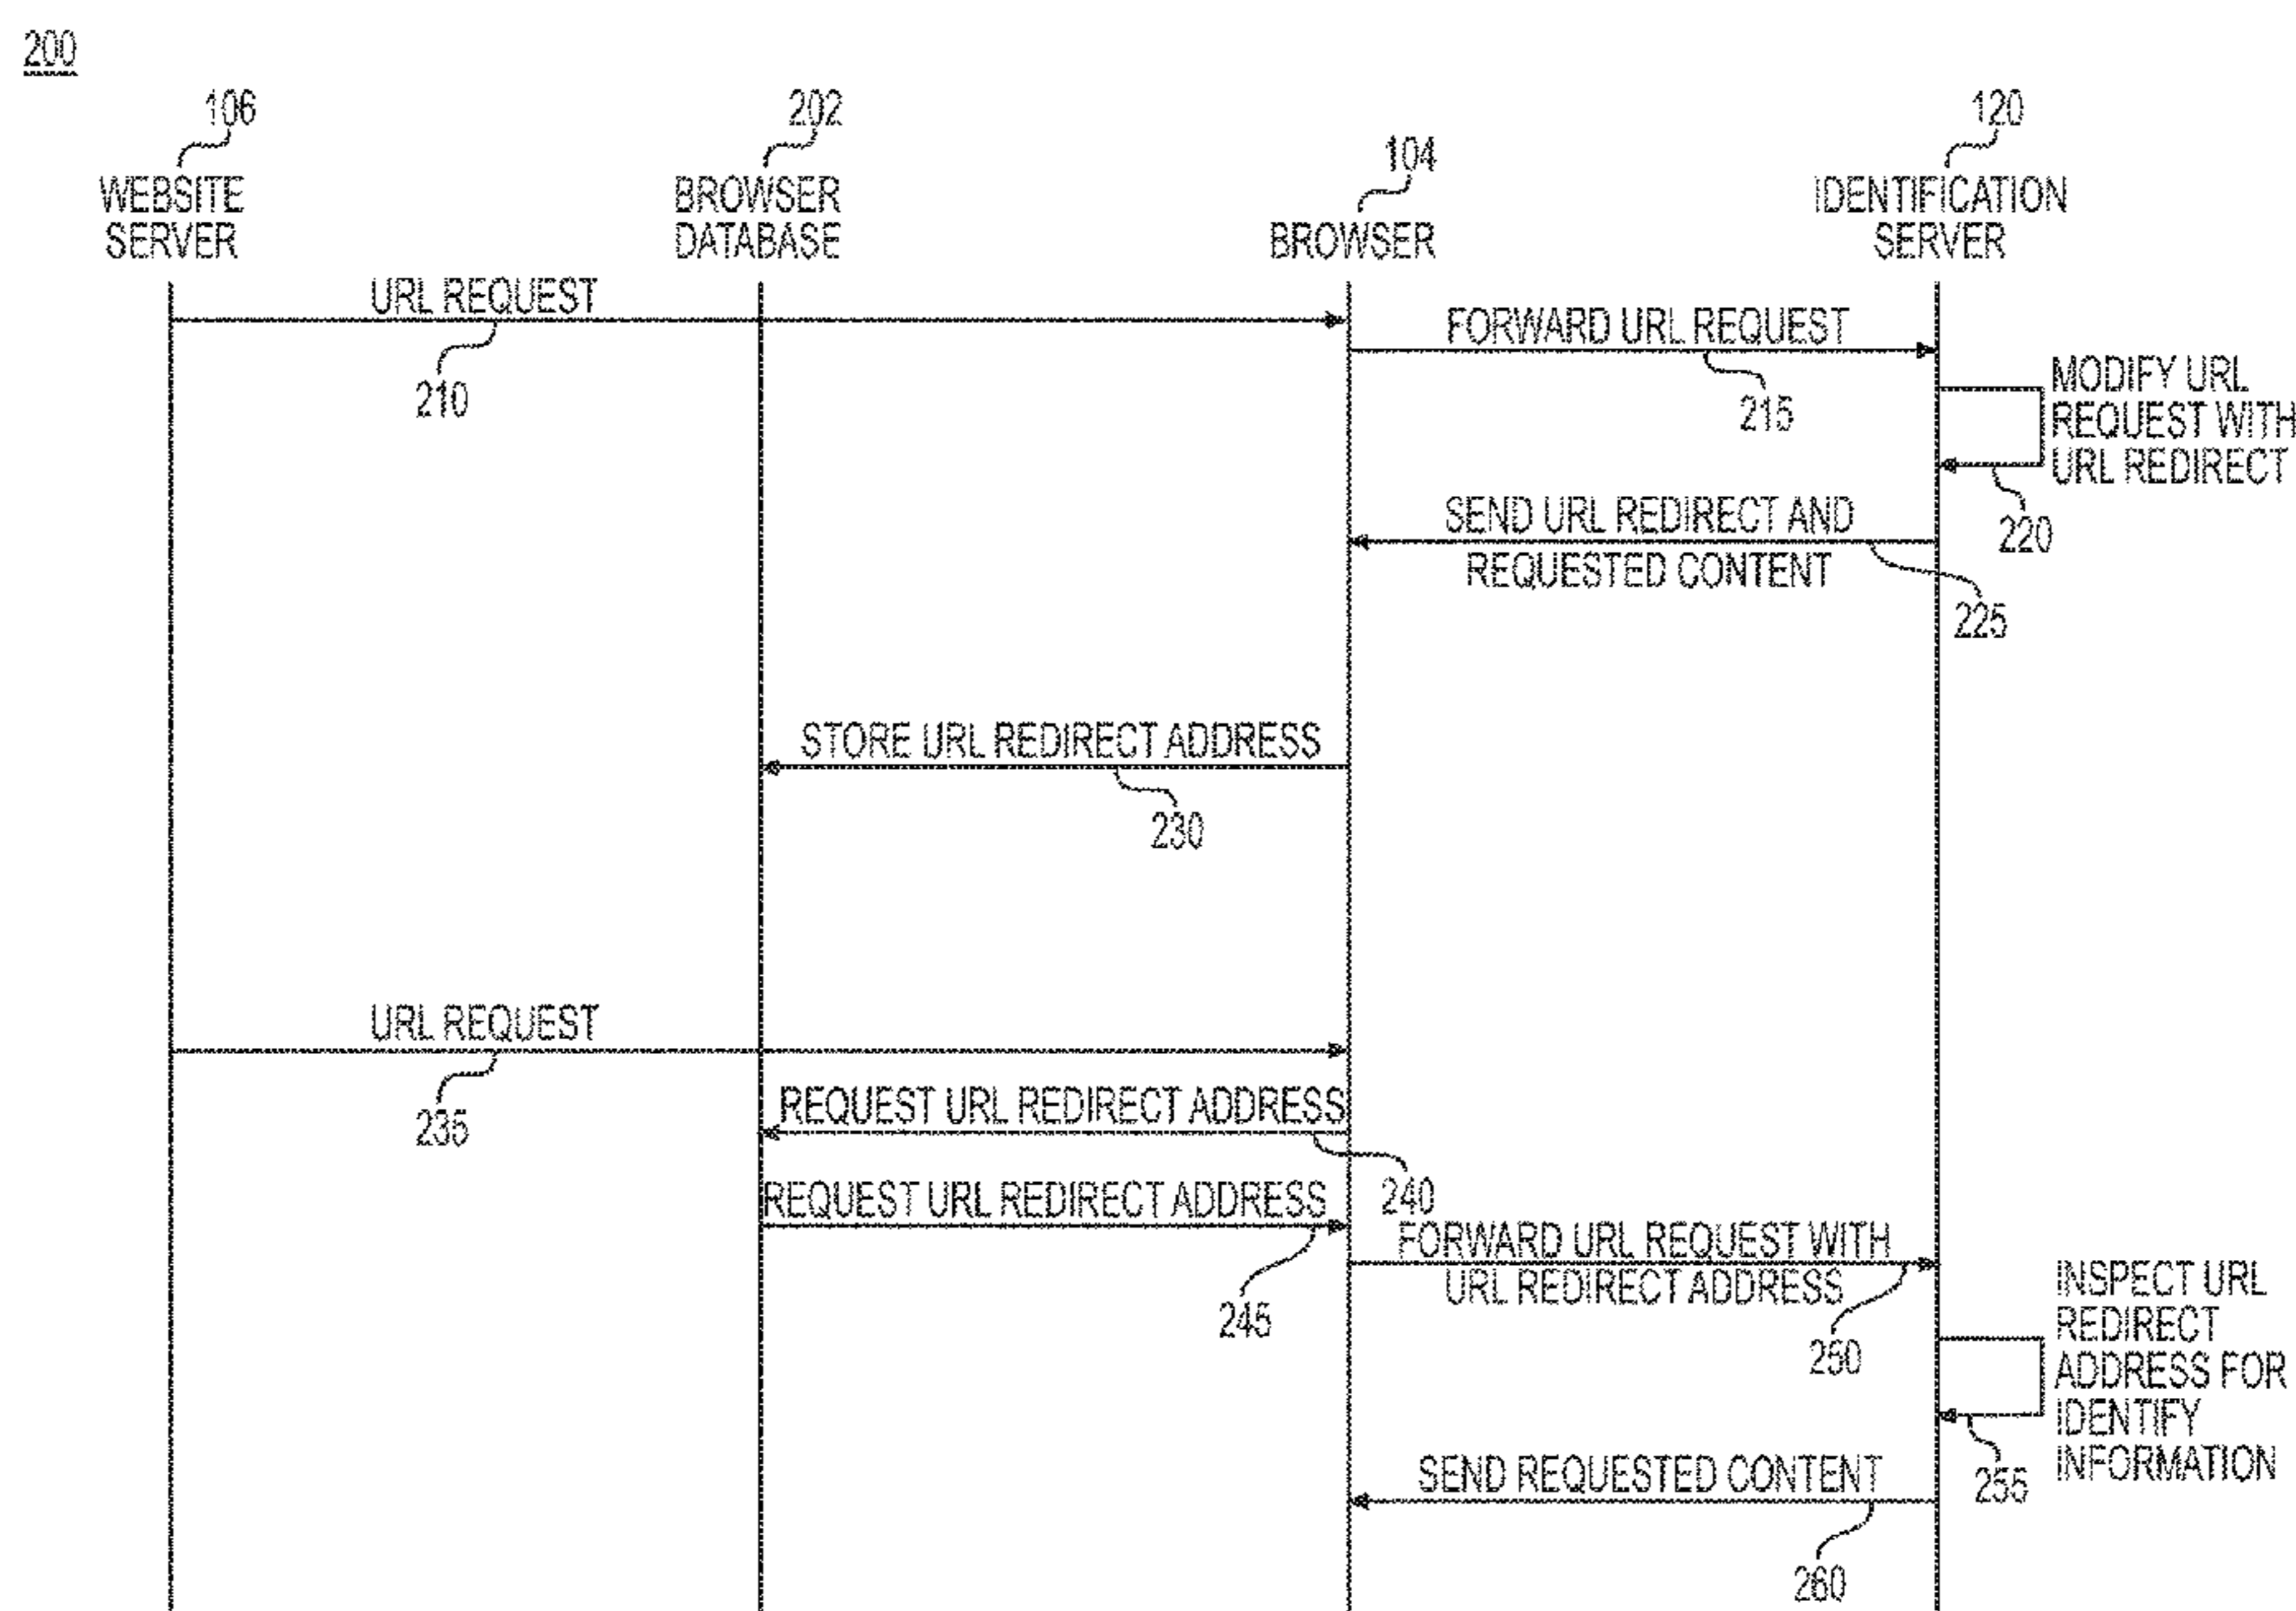 200
106
WEBSITE
SERVER
202
BROWSER
DATABASE
104
BROWSER
120
IDENTIFICATION
SERVER
URL REQUEST
210
FORWARD URL REQUEST
215
MODIFY URL
REQUEST WITH
URL REDIRECT
220
SEND URL REDIRECT AND
REQUESTED CONTENT
225
STORE URL REDIRECT ADDRESS
230
URL REQUEST
235
REQUEST URL REDIRECT ADDRESS
240
REQUEST URL REDIRECT ADDRESS
245
FORWARD URL REQUEST WITH
URL REDIRECT ADDRESS
250
INSPECT URL
REDIRECT
ADDRESS FOR
IDENTIFY
INFORMATION
255
SEND REQUESTED CONTENT
260